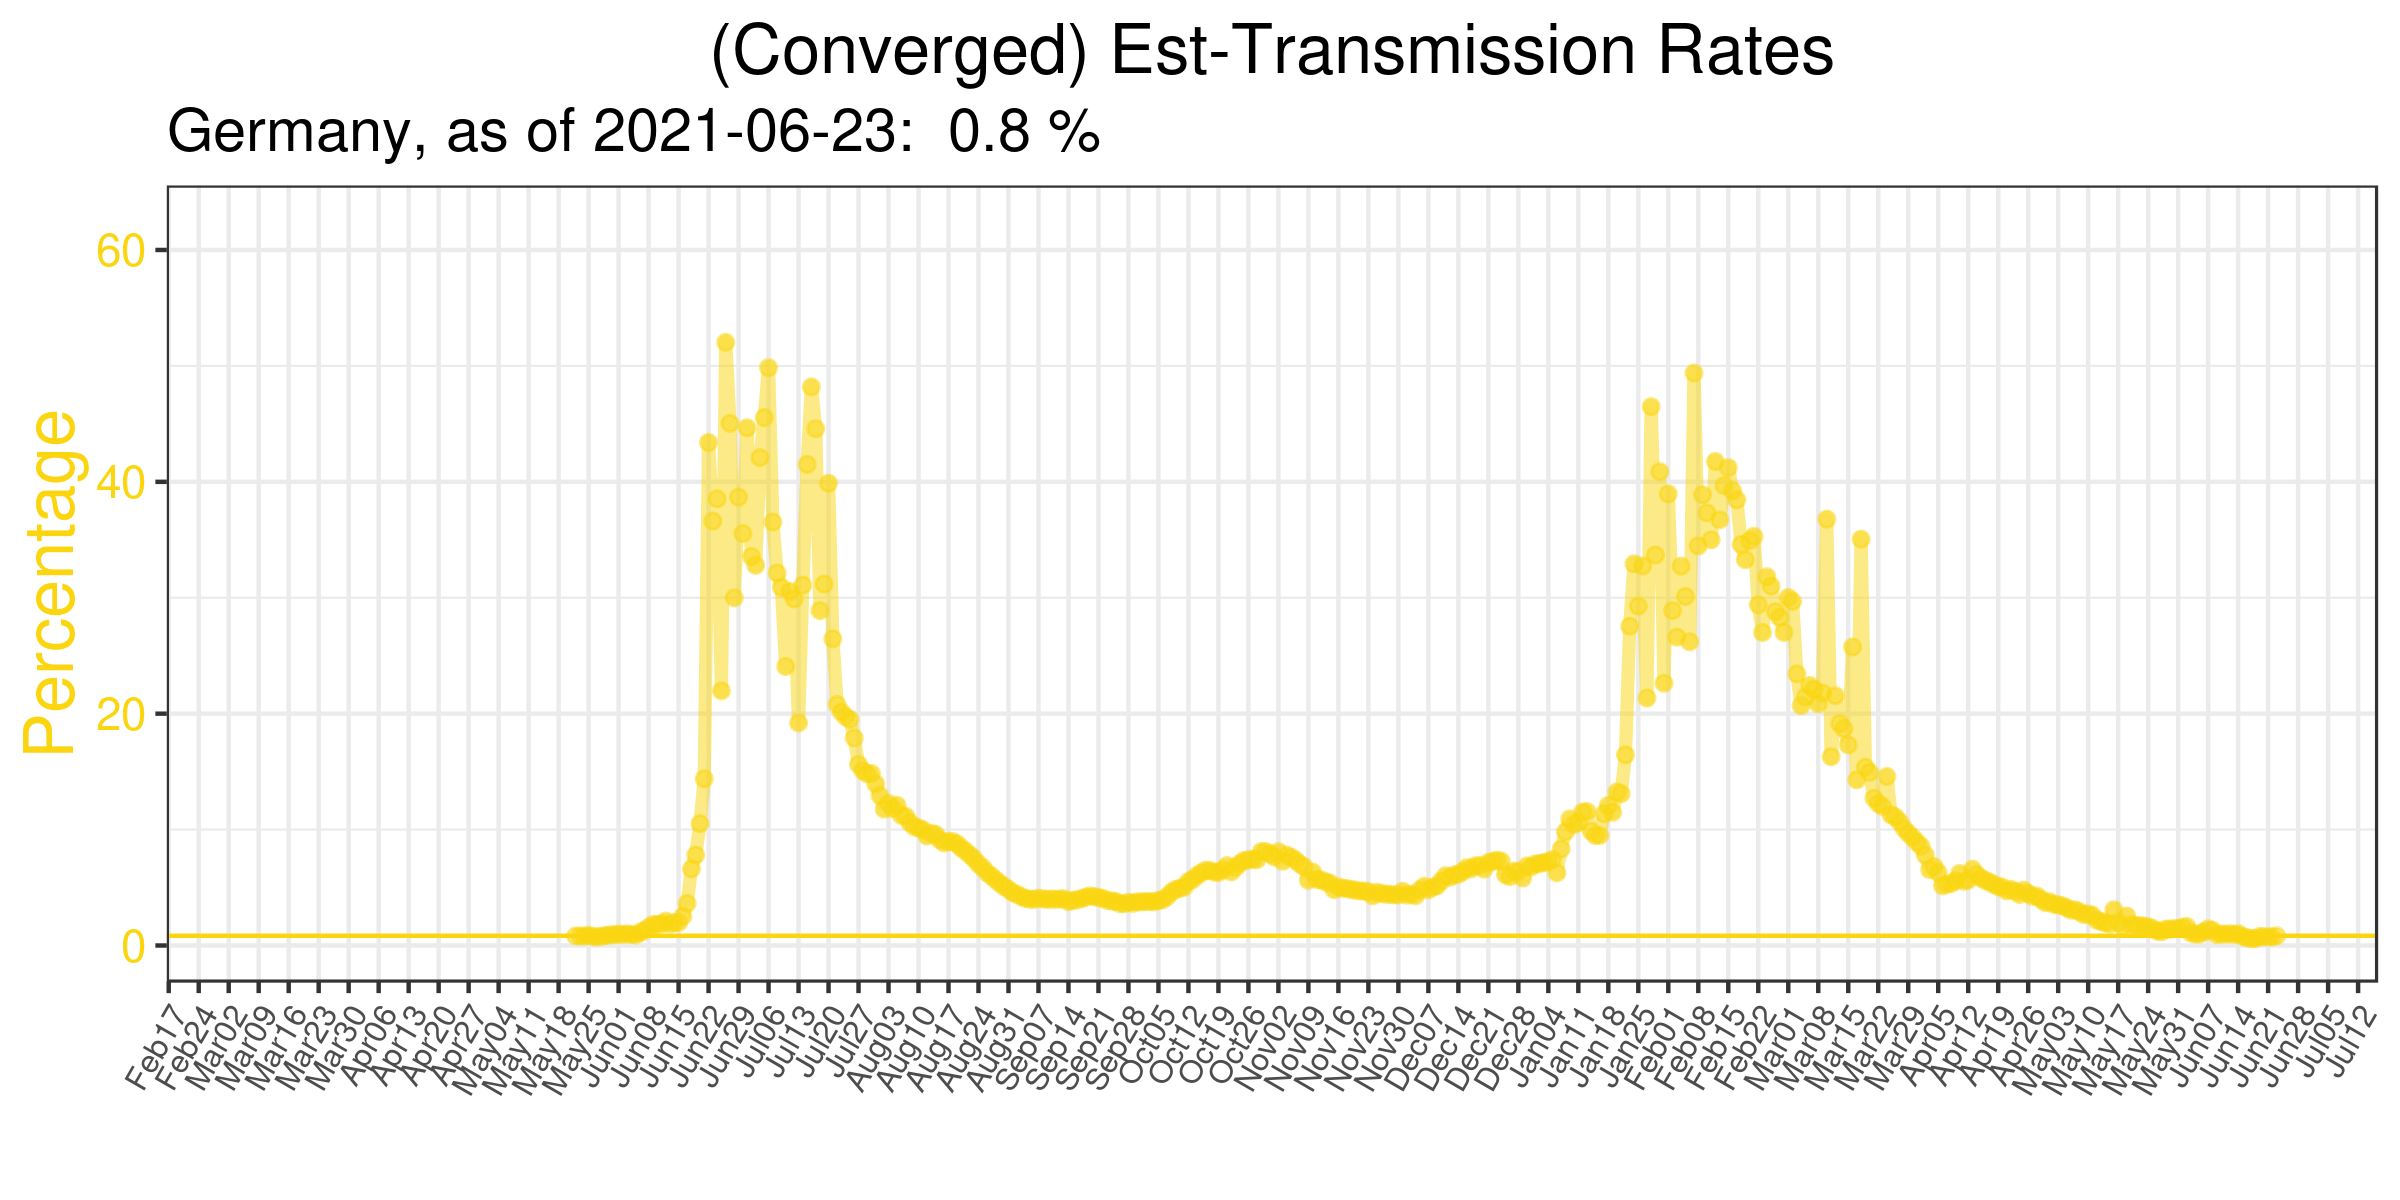 (Converged) Est-Transmission Rates
Germany, as of 2021-06-23:  0.8 %
Percentage
60
40
20
0
Feb17
Feb24
Mar02
Mar09
Mar16
Mar23
Mar30
Apr06
Apr13
Apr20
Apr27
May04
May11
May18
May25
Jun01
Jun08
Jun15
Jun22
Jun29
Jul06
Jul13
Jul20
Jul27
Aug03
Aug10
Aug17
Aug24
Aug31
Sep07
Sep14
Sep21
Sep28
Oct05
Oct12
Oct19
Oct26
Nov02
Nov09
Nov16
Nov23
Nov30
Dec07
Dec14
Dec21
Dec28
Jan04
Jan11
Jan18
Jan25
Feb01
Feb08
Feb15
Feb22
Mar01
Mar08
Mar15
Mar22
Mar29
Apr05
Apr12
Apr19
Apr26
May03
May10
May17
May24
May31
Jun07
Jun14
Jun21
Jun28
Jul05
Jul12